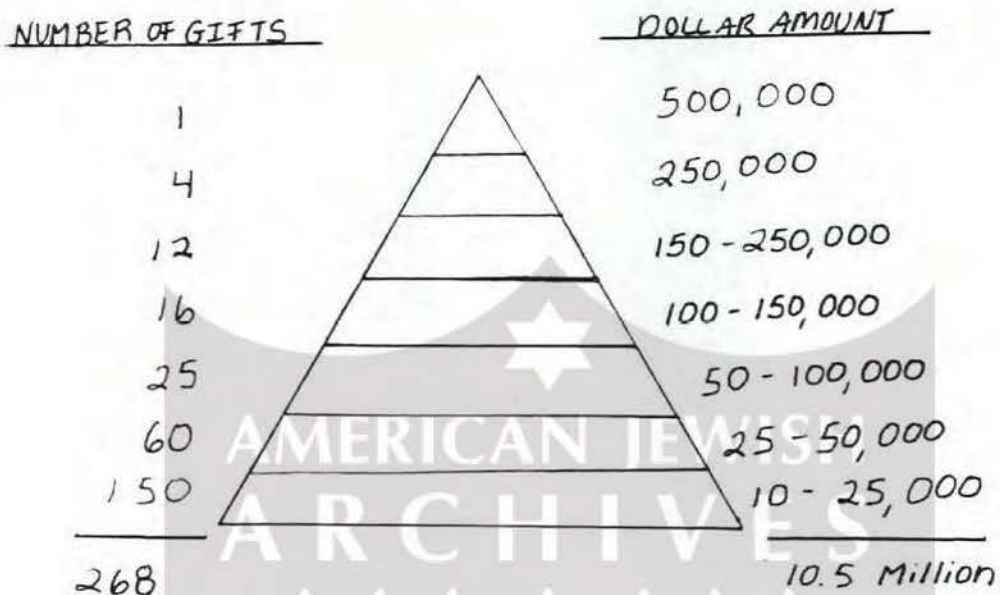 NUMBER OF GIFTS DOLLAR AMOUNT
1 500,000
4 250,000
12 150-250,000
16 100-150,000
25 50-100,000
60 25-50,000
150 10-25,000
268 10.5 Million
AMERICAN JEWISH
ARCHIVES